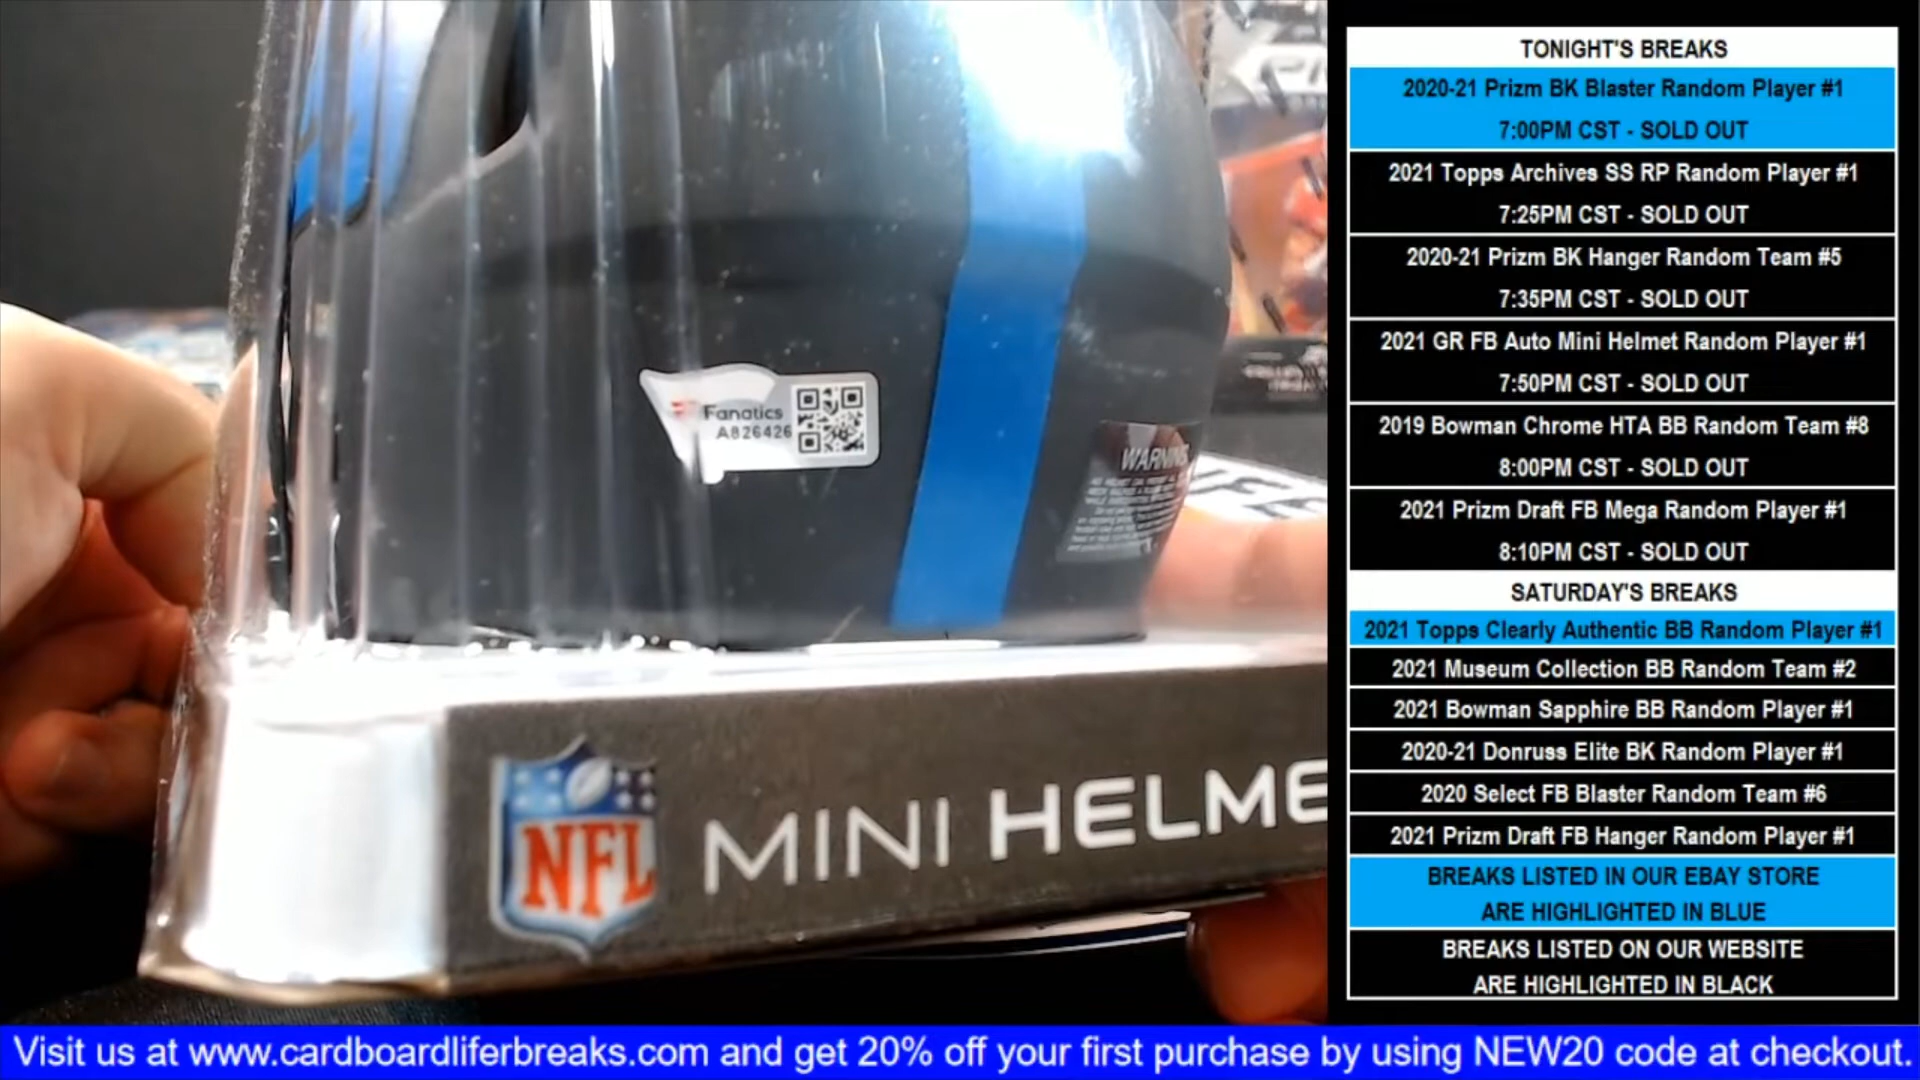 Fanatics
A826426
WARNING
NFL
MINI HELME
TONIGHT'S BREAKS
2020-21 Prizm BK Blaster Random Player #1
7:00PM CST - SOLD OUT
2021 Topps Archives SS RP Random Player #1
7:25PM CST - SOLD OUT
2020-21 Prizm BK Hanger Random Team #5
7:35PM CST - SOLD OUT
2021 GR FB Auto Mini Helmet Random Player #1
7:50PM CST - SOLD OUT
2019 Bowman Chrome HTA BB Random Team #8
8:00PM CST - SOLD OUT
2021 Prizm Draft FB Mega Random Player #1
8:10PM CST - SOLD OUT
SATURDAY'S BREAKS
2021 Topps Clearly Authentic BB Random Player #1
2021 Museum Collection BB Random Team #2
2021 Bowman Sapphire BB Random Player #1
2020-21 Donruss Elite BK Random Player #1
2020 Select FB Blaster Random Team #6
2021 Prizm Draft FB Hanger Random Player #1
BREAKS LISTED IN OUR EBAY STORE
ARE HIGHLIGHTED IN BLUE
BREAKS LISTED ON OUR WEBSITE
ARE HIGHLIGHTED IN BLACK
Visit us at www.cardboardliferbreaks.com and get 20% off your first purchase by using NEW20 code at checkout.